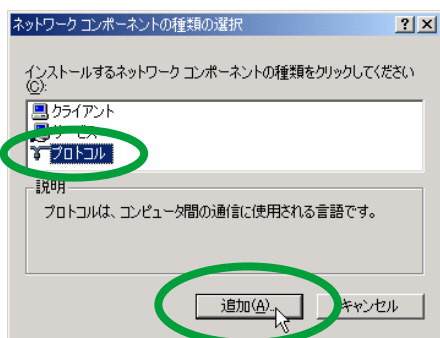 ネットワーク コンポーネントの種類の選択
インストールするネットワーク コンポーネントの種類をクリックしてください
(C):
クライアント
サービス
プロトコル
説明
プロトコルは、コンピュータ間の通信に使用される言語です。
追加(A)... キャンセル